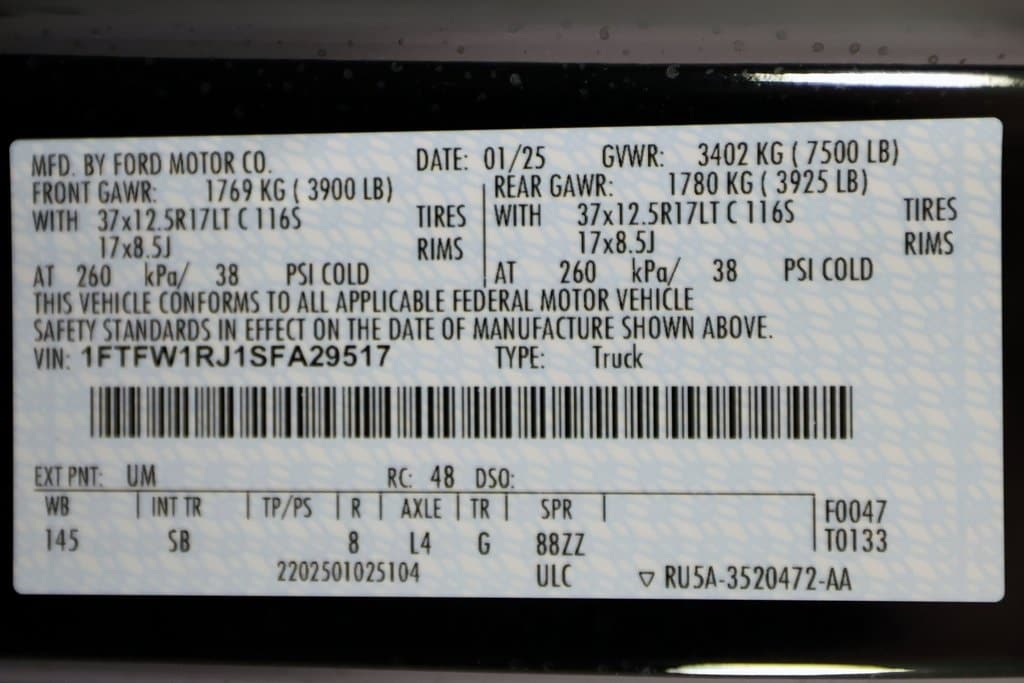 MFD. BY FORD MOTOR CO. DATE: 01/25 GVWR: 3402 KG ( 7500 LB)
FRONT GAWR: 1769 KG ( 3900 LB) REAR GAWR: 1780 KG ( 3925 LB)
WITH 37x12.5R17LT C 116S TIRES WITH 37x12.5R17LT C 116S TIRES
17x8.5J RIMS 17x8.5J RIMS
AT 260 kPa/ 38 PSI COLD AT 260 kPa/ 38 PSI COLD
THIS VEHICLE CONFORMS TO ALL APPLICABLE FEDERAL MOTOR VEHICLE
SAFETY STANDARDS IN EFFECT ON THE DATE OF MANUFACTURE SHOWN ABOVE.
VIN: 1FTFW1RJ1SFA29517 TYPE: Truck
EXT PNT: UM RC: 48 DSO:
WB INT TR TP/PS R AXLE TR SPR F0047
145 SB 8 L4 G 88ZZ T0133
2202501025104 ULC ▽ RU5A-3520472-AA